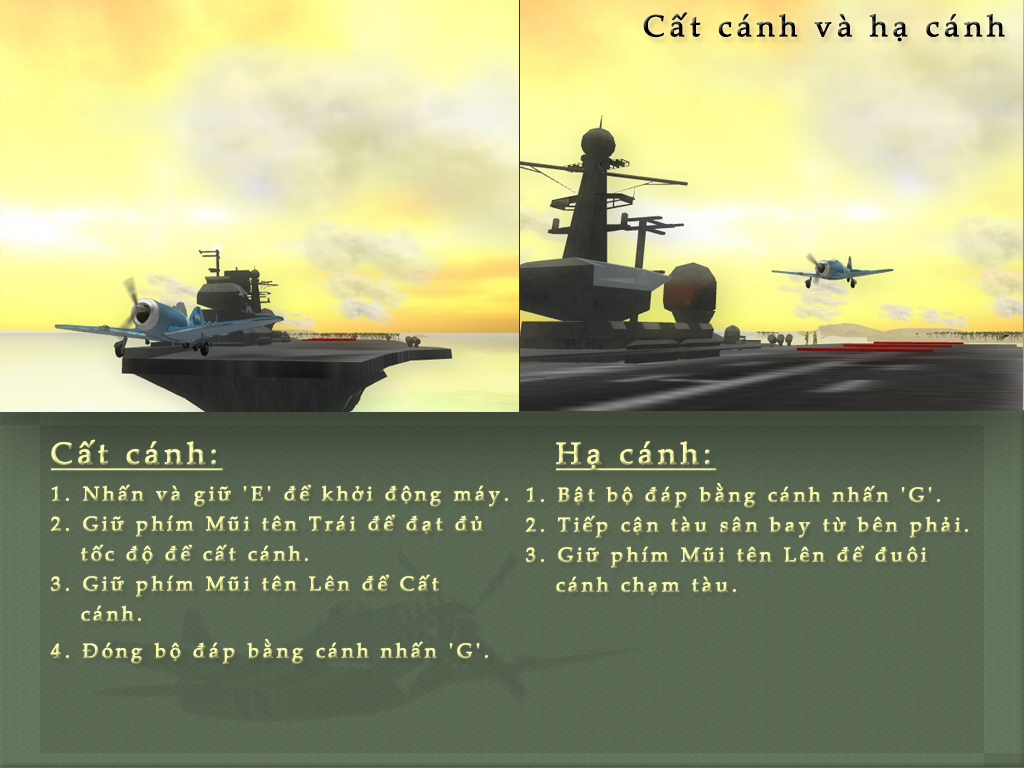 Cất cánh và hạ cánh
Cất cánh:
1. Nhấn và giữ 'E' để khởi động máy.
2. Giữ phím Mũi tên Trái để đạt đủ
tốc độ để cất cánh.
3. Giữ phím Mũi tên Lên để Cất
cánh.
4. Đóng bộ đáp bằng cánh nhấn 'G'.
Hạ cánh:
1. Bật bộ đáp bằng cánh nhấn 'G'.
2. Tiếp cận tàu sân bay từ bên phải.
3. Giữ phím Mũi tên Lên để đuôi
cánh chạm tàu.